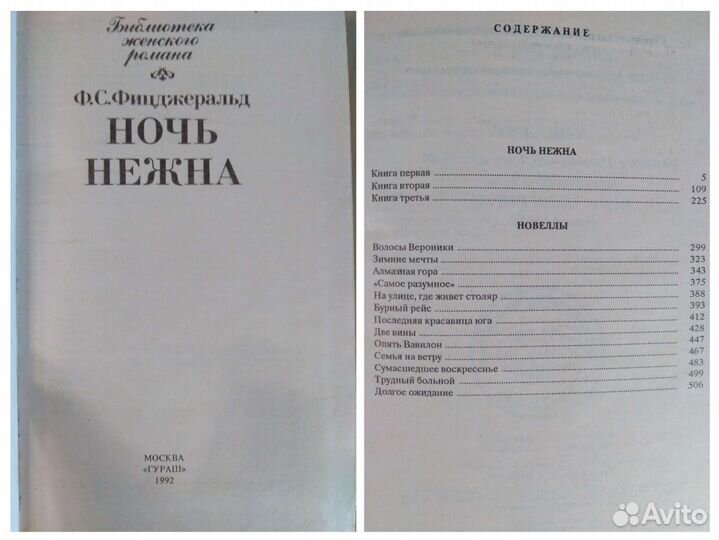 Библиотека
женского
романа
Ф.С.Фицджеральд
НОЧЬ
НЕЖНА
МОСКВА
«ГУРАШ»
1992
СОДЕРЖАНИЕ
НОЧЬ НЕЖНА
Книга первая 5
Книга вторая 109
Книга третья 225
НОВЕЛЛЫ
Волосы Вероники 299
Зимние мечты 323
Алмазная гора 343
«Самое разумное» 375
На улице, где живет столяр 388
Бурный рейс 393
Последняя красавица юга 412
Две вины 428
Опять Вавилон 447
Семья на ветру 467
Сумасшедшее воскресенье 483
Трудный больной 499
Долгое ожидание 506
Avito